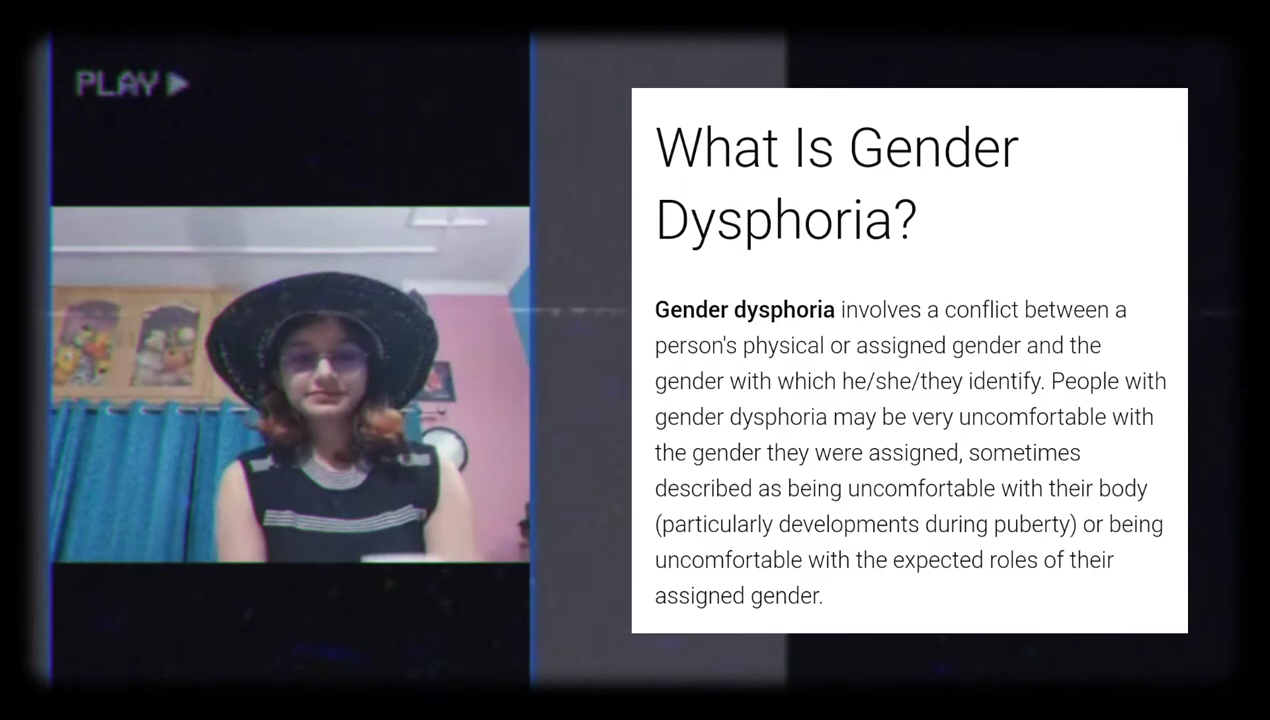 PLAY
What Is Gender
Dysphoria?
Gender dysphoria involves a conflict between a
person's physical or assigned gender and the
gender with which he/she/they identify. People with
gender dysphoria may be very uncomfortable with
the gender they were assigned, sometimes
described as being uncomfortable with their body
(particularly developments during puberty) or being
uncomfortable with the expected roles of their
assigned gender.